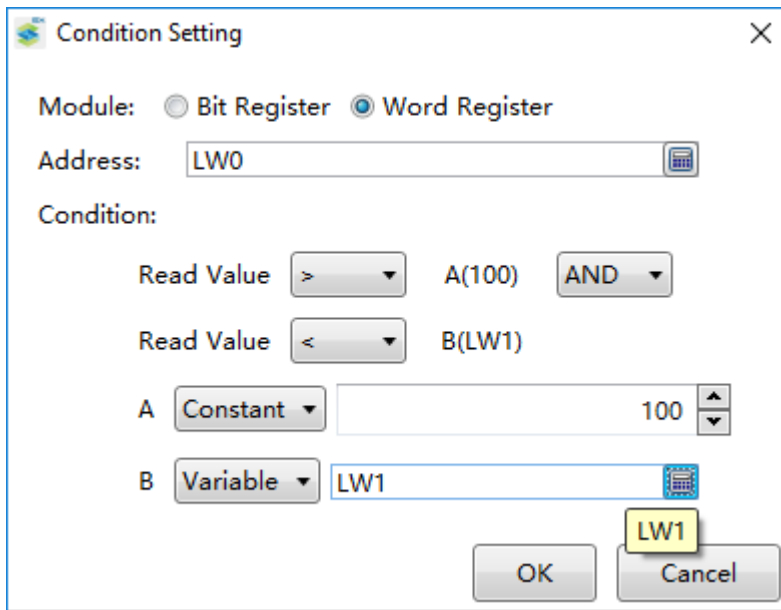 Condition Setting
Module: Bit Register Word Register
Address: LW0
Condition:
Read Value > A(100) AND
Read Value < B(LW1)
A Constant 100
B Variable LW1
LW1
OK Cancel